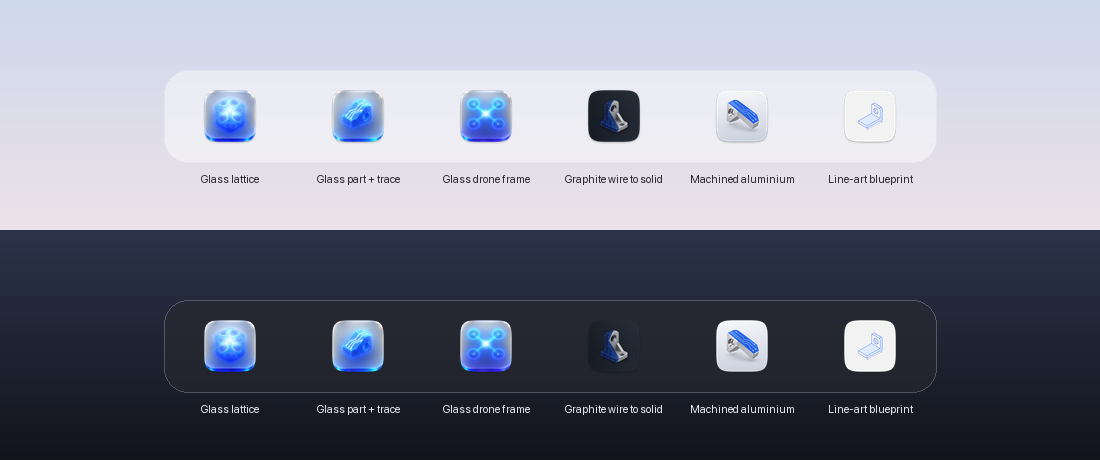 Glass lattice Glass part + trace Glass drone frame Graphite wire to solid Machined aluminium Line-art blueprint
Glass lattice Glass part + trace Glass drone frame Graphite wire to solid Machined aluminium Line-art blueprint